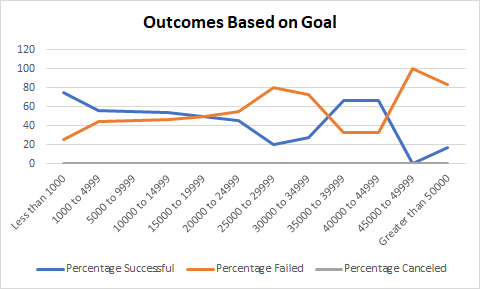 Outcomes Based on Goal
120
100
80
60
40
20
0
Less than 1000
1000 to 4999
5000 to 9999
10000 to 14999
15000 to 19999
20000 to 24999
25000 to 29999
30000 to 34999
35000 to 39999
40000 to 44999
45000 to 49999
Greater than 50000
Percentage Successful Percentage Failed Percentage Canceled